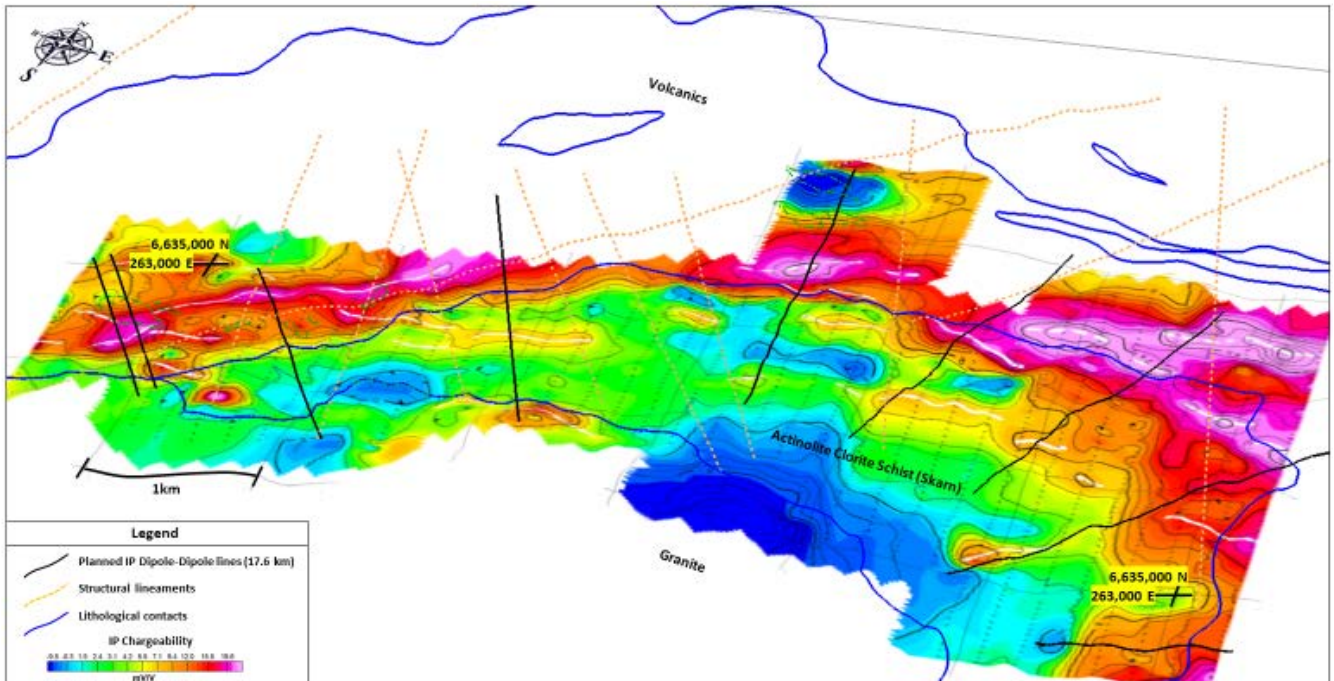 N
E
S
Volcanics
6,635,000 N
263,000 E
Actinolite Clorite Schist (Skarn)
1km
Granite
6,635,000 N
263,000 E
Legend
Planned IP Dipole-Dipole lines (17.6 km)
Structural lineaments
Lithological contacts
IP Chargeability
mV/V